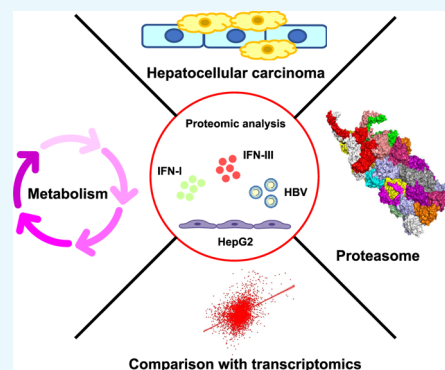 Hepatocellular carcinoma
Proteomic analysis
IFN-III
IFN-I
HBV
HepG2
Metabolism
Proteasome
Comparison with transcriptomics